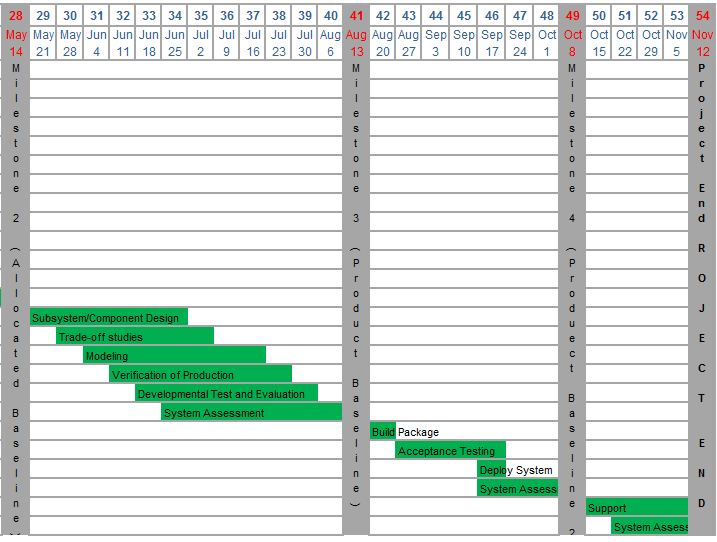 28 29 30 31 32 33 34 35 36 37 38 39 40 41 42 43 44 45 46 47 48 49 50 51 52 53 54
May May May Jun Jun Jun Jun Jul Jul Jul Jul Jul Aug Aug Aug Aug Sep Sep Sep Sep Oct Oct Oct Oct Oct Nov Nov
14 21 28 4 11 18 25 2 9 16 23 30 6 13 20 27 3 10 17 24 1 8 15 22 29 5 12
Milestone 2 (Allocated Baseline)
Subsystem/Component Design
Trade-off studies
Modeling
Verification of Production
Developmental Test and Evaluation
System Assessment
Milestone 3 (Product Baseline)
Build Package
Acceptance Testing
Deploy System
System Assess
Milestone 4 (Product Baseline 2
Support
System Asses
Project End ROJECT END